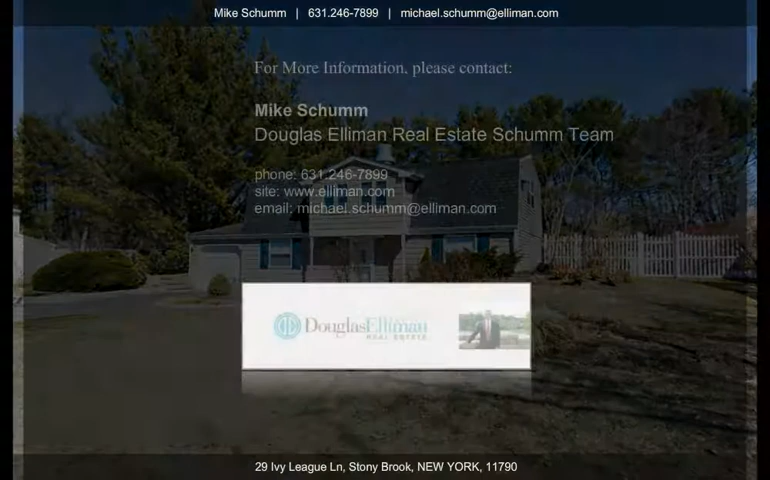 Mike Schumm | 631.246-7899 | michael.schumm@elliman.com
For More Information, please contact:
Mike Schumm
Douglas Elliman Real Estate Schumm Team
phone: 631.246-7899
site: www.elliman.com
email: michael.schumm@elliman.com
DouglasElliman
REAL ESTATE
29 Ivy League Ln, Stony Brook, NEW YORK, 11790